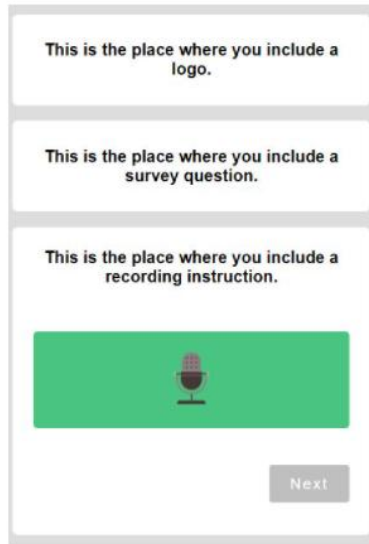 This is the place where you include a
logo.
This is the place where you include a
survey question.
This is the place where you include a
recording instruction.
Next